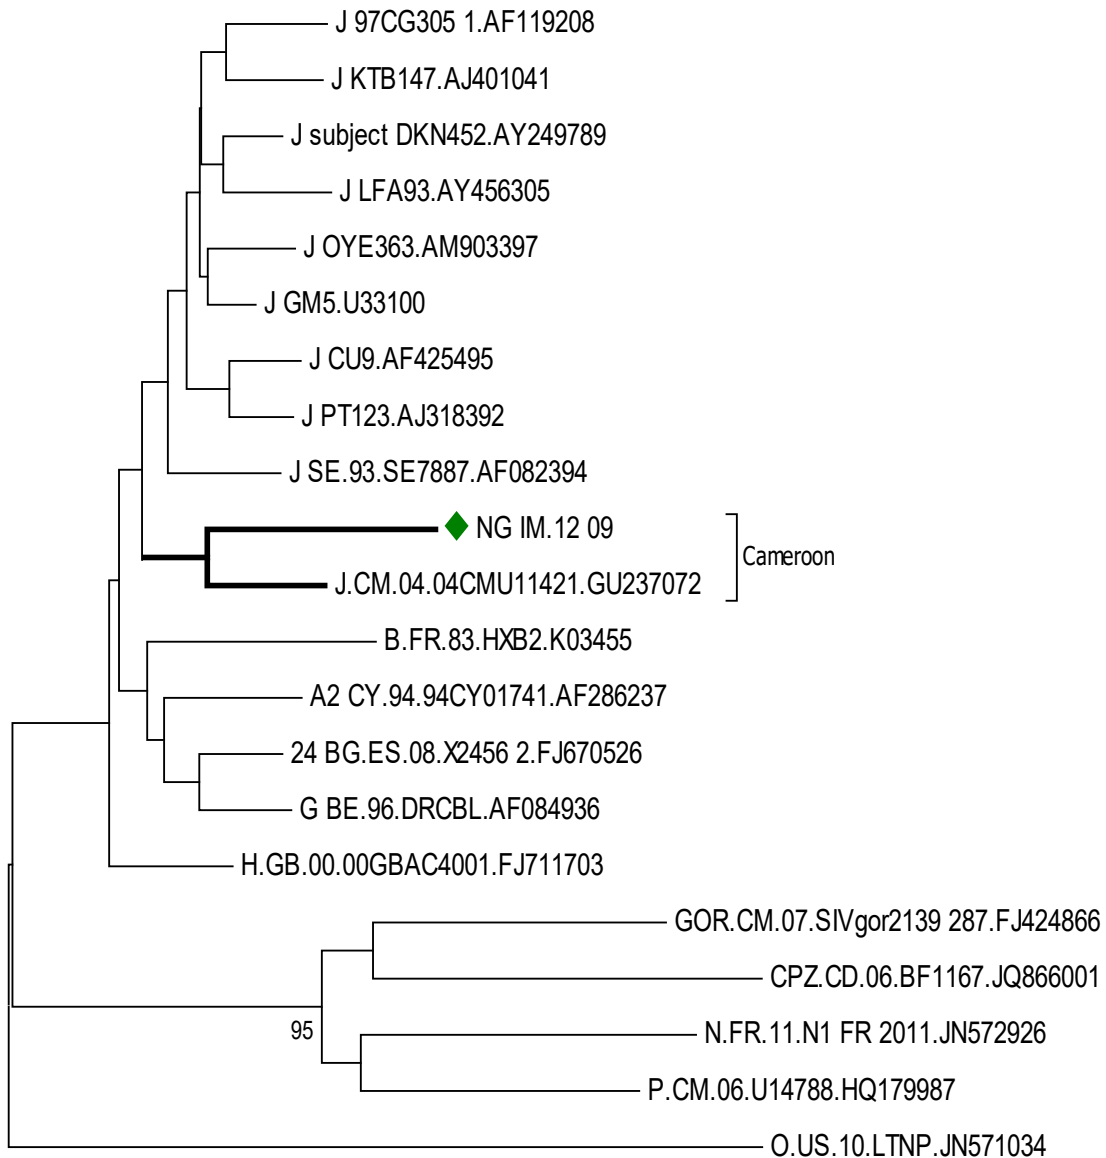 J 97CG305 1.AF119208
J KTB147.AJ401041
J subject DKN452.AY249789
J LFA93.AY456305
J OYE363.AM903397
J GM5.U33100
J CU9.AF425495
J PT123.AJ318392
J SE.93.SE7887.AF082394
NG IM.12 09
Cameroon
J.CM.04.04CMU11421.GU237072
B.FR.83.HXB2.K03455
A2 CY.94.94CY01741.AF286237
24 BG.ES.08.X2456 2.FJ670526
G BE.96.DRCBL.AF084936
H.GB.00.00GBAC4001.FJ711703
GOR.CM.07.SIVgor2139 287.FJ424866
CPZ.CD.06.BF1167.JQ866001
95
N.FR.11.N1 FR 2011.JN572926
P.CM.06.U14788.HQ179987
O.US.10.LTNP.JN571034